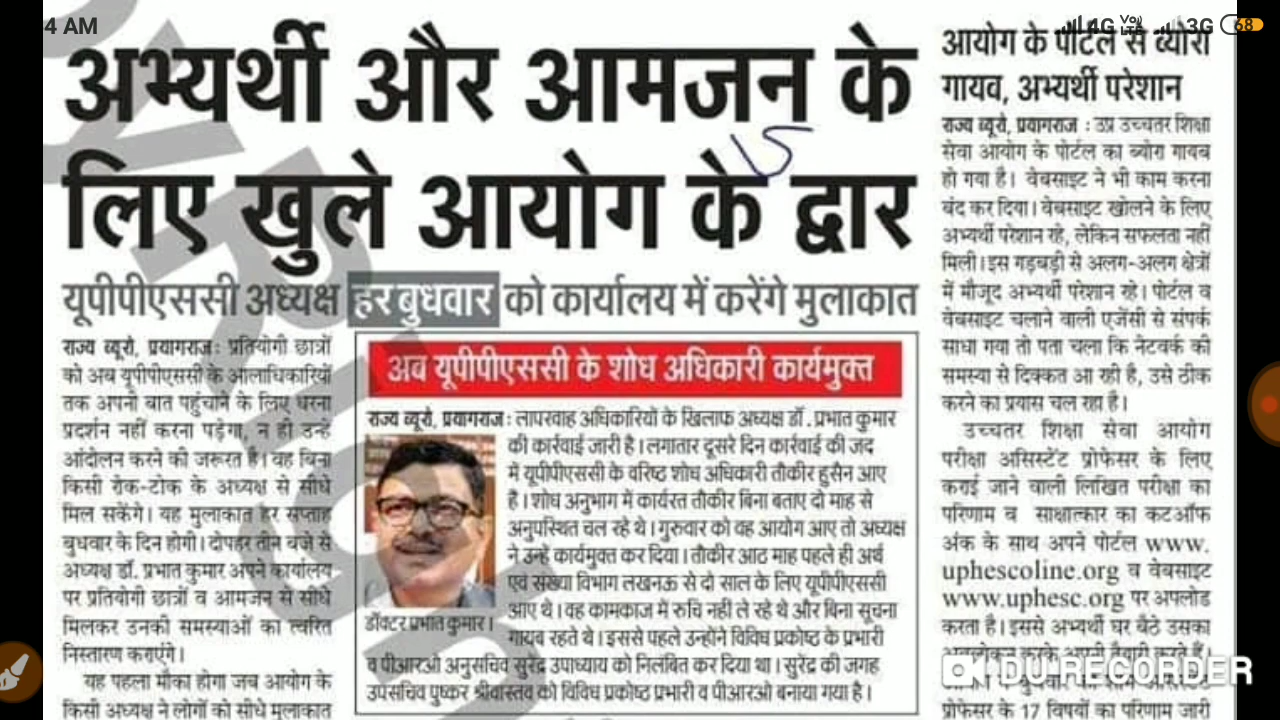 4 AM
4G
VoLTE
3G
68
अभ्यर्थी और आमजन के
लिए खुले आयोग के द्वार
यूपीपीएससी अध्यक्ष हर बुधवार को कार्यालय में करेंगे मुलाकात
राज्य ब्यूरो, प्रयागराज : प्रतियोगी छात्रों
को अब यूपीपीएससी के आलाधिकारियों
तक अपनी बात पहुंचाने के लिए धरना
प्रदर्शन नहीं करना पड़ेगा, न ही उन्हें
आंदोलन करने की जरूरत है। वह बिना
किसी रोक-टोक के अध्यक्ष से सीधे
मिल सकेंगे। यह मुलाकात हर सप्ताह
बुधवार के दिन होगी। दोपहर तीन बजे से
अध्यक्ष डॉ. प्रभात कुमार अपने कार्यालय
पर प्रतियोगी छात्रों व आमजन से सीधे
मिलकर उनकी समस्याओं का त्वरित
निस्तारण कराएंगे।
यह पहला मौका होगा जब आयोग के
किसी अध्यक्ष ने लोगों को सीधे मुलाकात
अब यूपीपीएससी के शोध अधिकारी कार्यमुक्त
राज्य ब्यूरो, प्रयागराज : लापरवाह अधिकारियों के खिलाफ अध्यक्ष डॉ . प्रभात कुमार
की कार्रवाई जारी है। लगातार दूसरे दिन कार्रवाई की जद
में यूपीपीएससी के वरिष्ठ शोध अधिकारी तौकीर हुसैन आए
है। शोध अनुभाग में कार्यरत तौकीर बिना बताए दो माह से
अनुपस्थित चल रहे थे। गुरुवार को वह आयोग आए तो अध्यक्ष
ने उन्हें कार्यमुक्त कर दिया। तौकीर आठ माह पहले ही अर्थ
एवं संख्या विभाग लखनऊ से दो साल के लिए यूपीपीएससी
आए थे। वह कामकाज में रुचि नहीं ले रहे थे और बिना सूचना
गायब रहते थे। इससे पहले उन्होंने विविध प्रकोष्ठ के प्रभारी
व पीआरओ अनुसचिव सुरेंद्र उपाध्याय को निलंबित कर दिया था। सुरेंद्र की जगह
उपसचिव पुष्कर श्रीवास्तव को विविध प्रकोष्ठ प्रभारी व पीआरओ बनाया गया है।
डॉक्टर प्रभात कुमार।
आयोग के पोर्टल से ब्योरा
गायब, अभ्यर्थी परेशान
राज्य ब्यूरो, प्रयागराज : उप्र उच्चतर शिक्षा
सेवा आयोग के पोर्टल का ब्योरा गायब
हो गया है। वेबसाइट ने भी काम करना
बंद कर दिया। वेबसाइट खोलने के लिए
अभ्यर्थी परेशान रहे, लेकिन सफलता नहीं
मिली। इस गड़बड़ी से अलग-अलग क्षेत्रों
में मौजूद अभ्यर्थी परेशान रहे। पोर्टल व
वेबसाइट चलाने वाली एजेंसी से संपर्क
साधा गया तो पता चला कि नेटवर्क की
समस्या से दिक्कत आ रही है, उसे ठीक
करने का प्रयास चल रहा है।
उच्चतर शिक्षा सेवा आयोग
परीक्षा असिस्टेंट प्रोफेसर के लिए
कराई जाने वाली लिखित परीक्षा का
परिणाम व साक्षात्कार का कटऑफ
अंक के साथ अपने पोर्टल www.
uphescoline.org व वेबसाइट
www.uphesc.org पर अपलोड
करता है। इससे अभ्यर्थी घर बैठे उसका
DU RECORDER
प्रोफेसर के 17 विषयों का परिणाम जारी